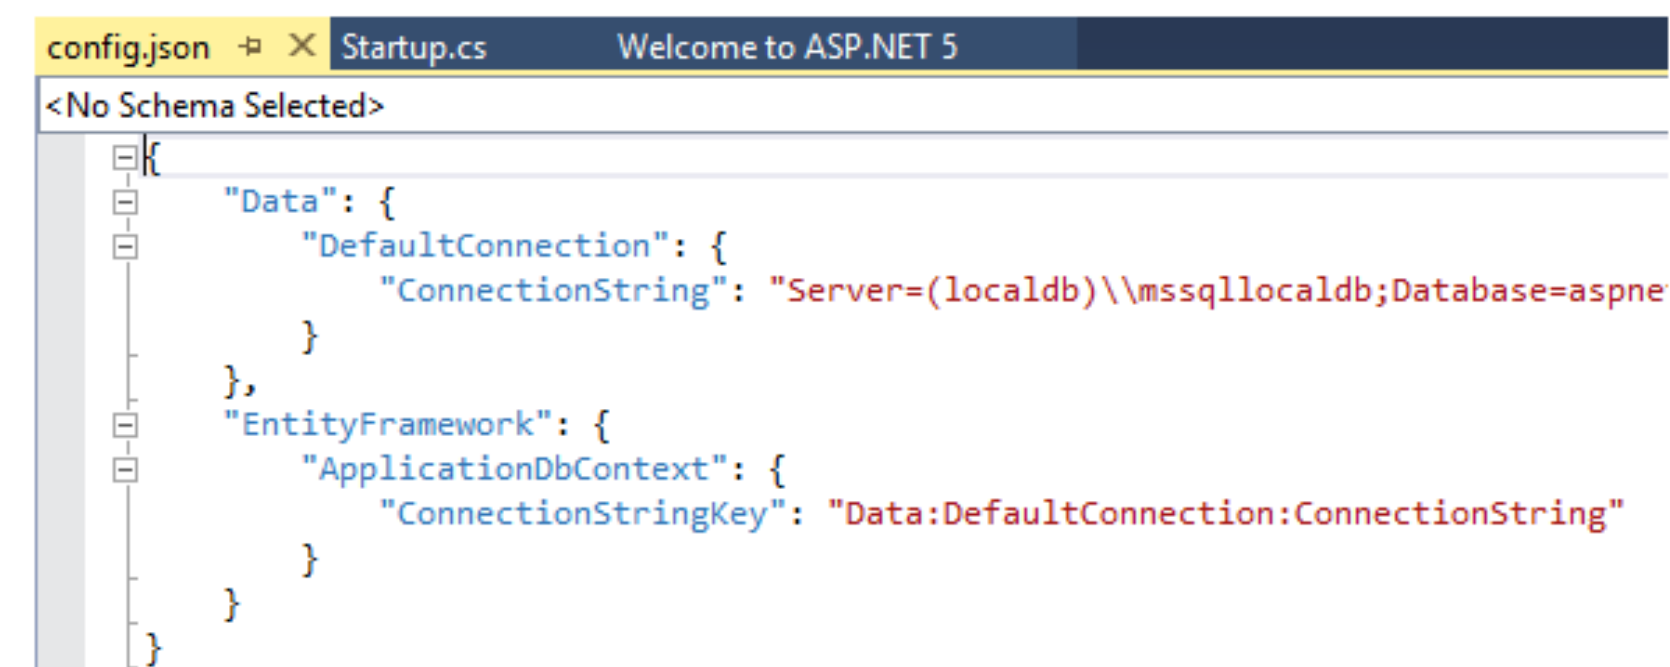 config.json Startup.cs Welcome to ASP.NET 5
<No Schema Selected>
{
"Data": {
"DefaultConnection": {
"ConnectionString": "Server=(localdb)\\mssqllocaldb;Database=aspne
}
},
"EntityFramework": {
"ApplicationDbContext": {
"ConnectionStringKey": "Data:DefaultConnection:ConnectionString"
}
}
}